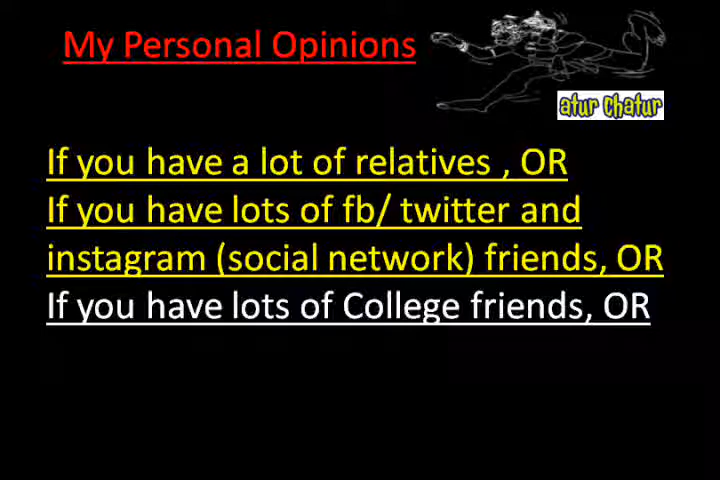 My Personal Opinions
atur chatur
If you have a lot of relatives , OR
If you have lots of fb/ twitter and
instagram (social network) friends, OR
If you have lots of College friends, OR